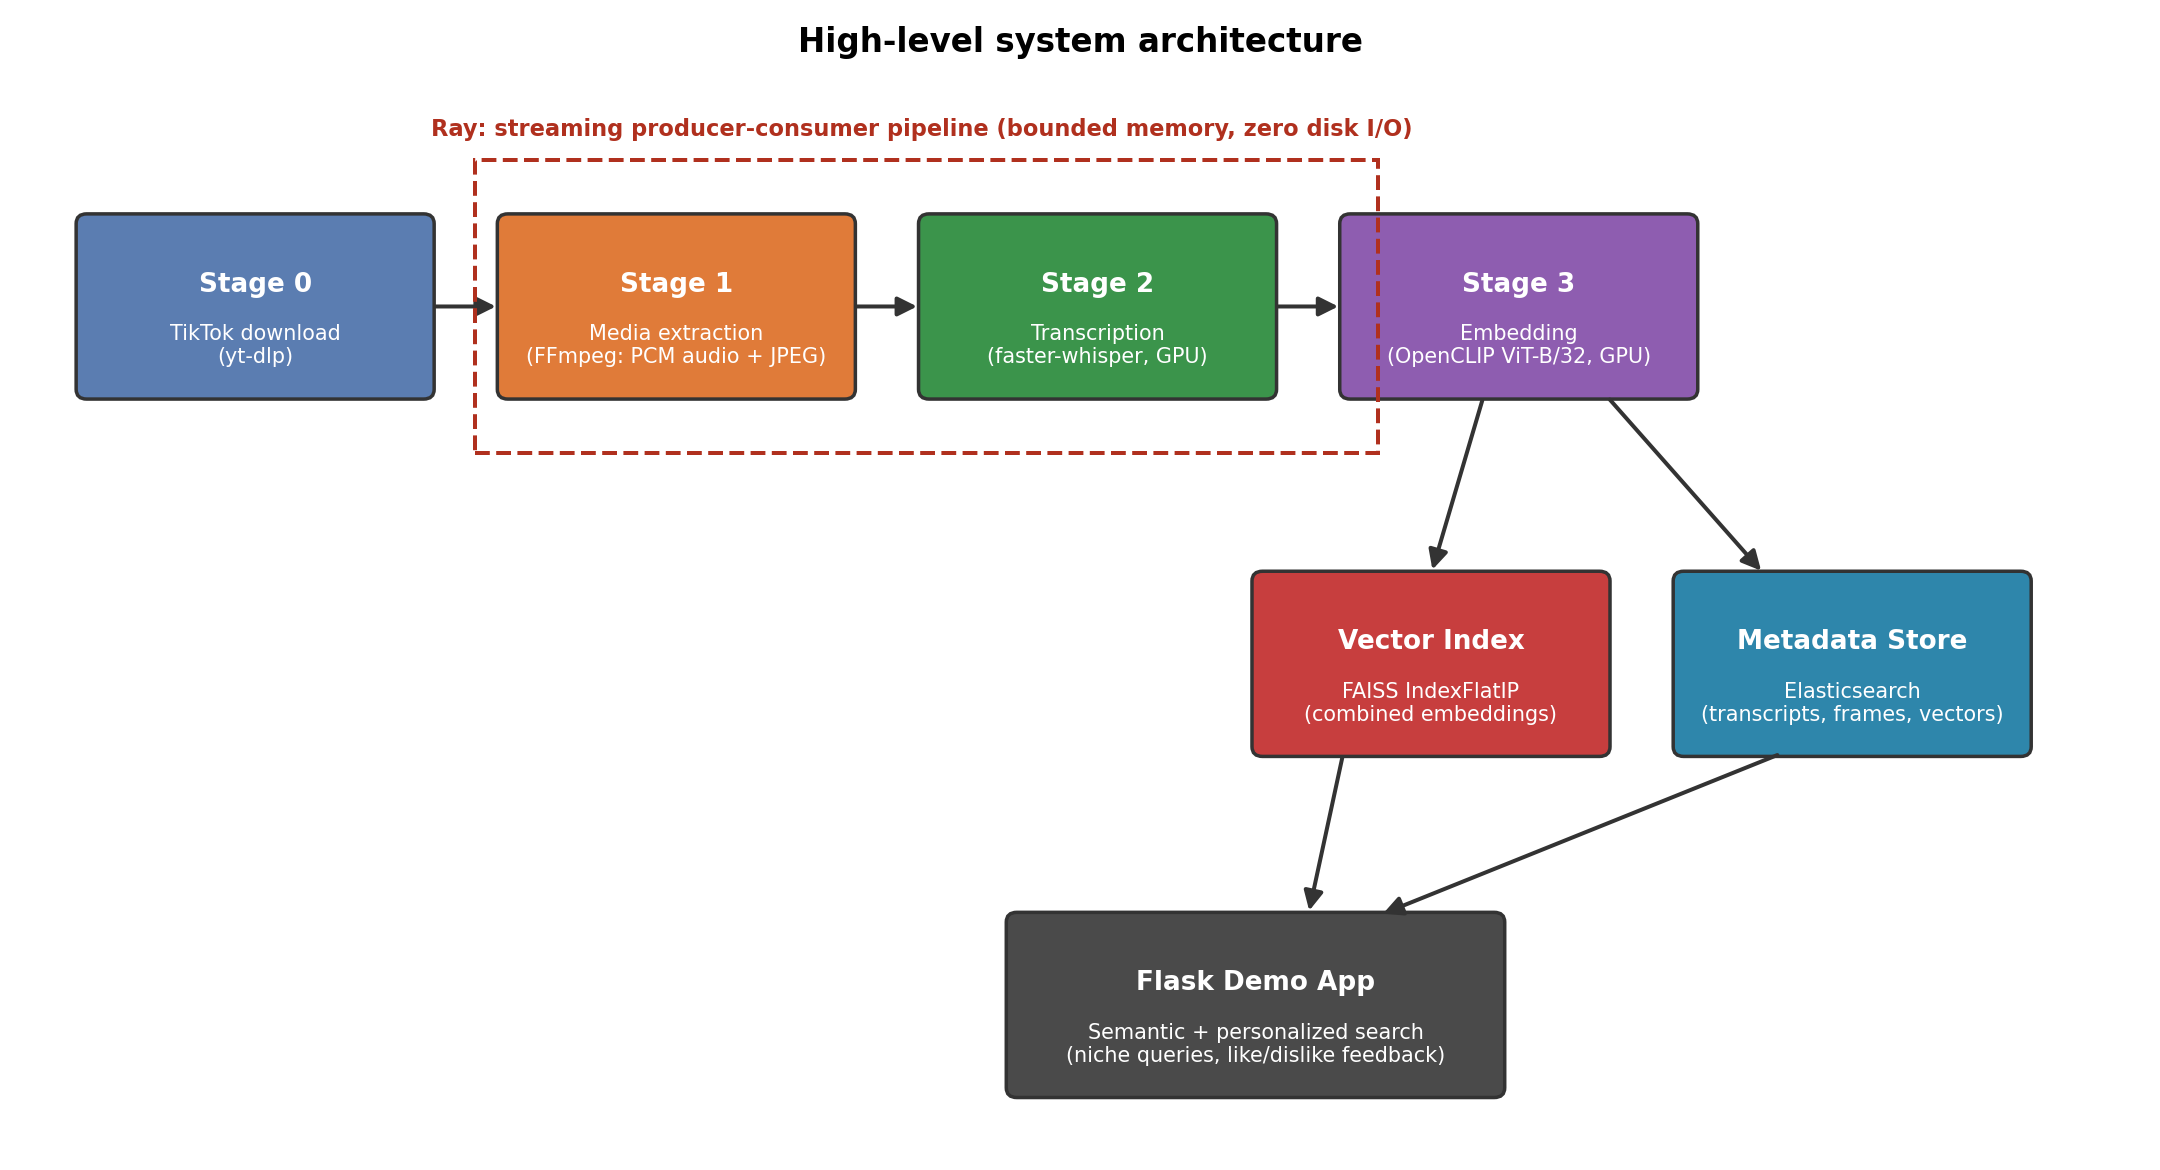 High-level system architecture
Ray: streaming producer-consumer pipeline (bounded memory, zero disk I/O)
Stage 0
TikTok download
(yt-dlp)
Stage 1
Media extraction
(FFmpeg: PCM audio + JPEG)
Stage 2
Transcription
(faster-whisper, GPU)
Stage 3
Embedding
(OpenCLIP ViT-B/32, GPU)
Vector Index
FAISS IndexFlatIP
(combined embeddings)
Metadata Store
Elasticsearch
(transcripts, frames, vectors)
Flask Demo App
Semantic + personalized search
(niche queries, like/dislike feedback)